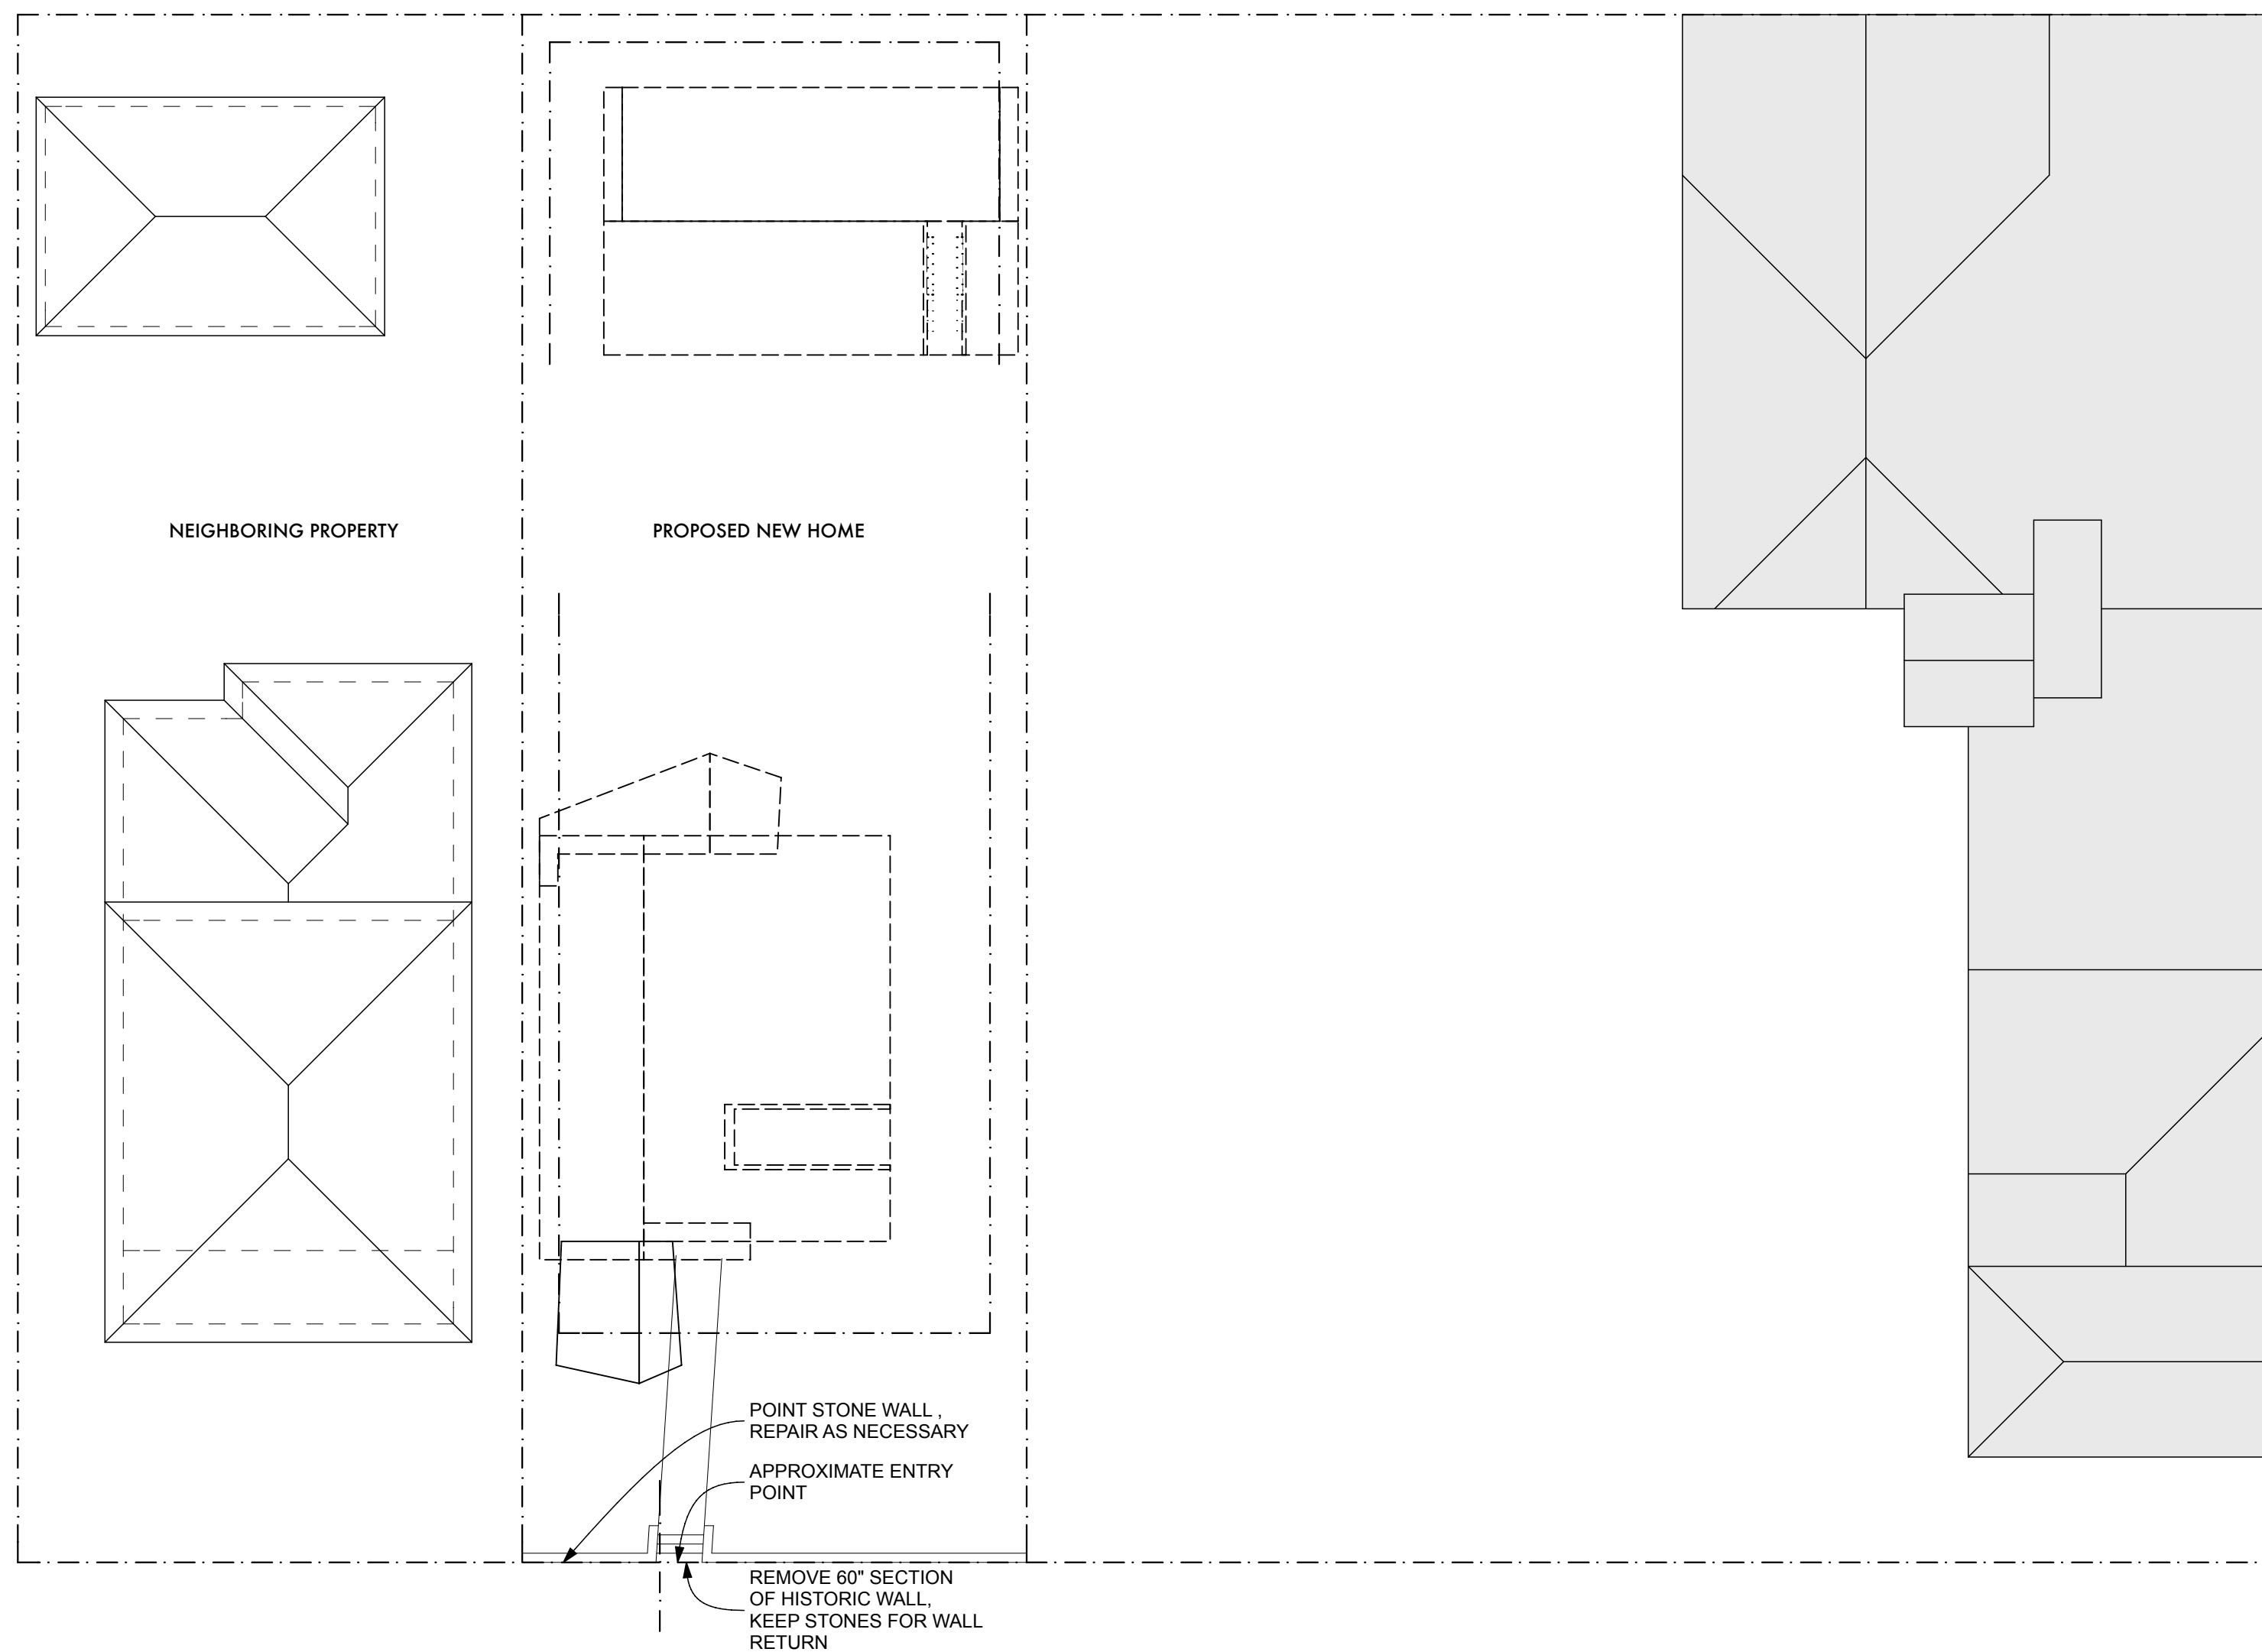 NEIGHBORING PROPERTY
PROPOSED NEW HOME
POINT STONE WALL ,
REPAIR AS NECESSARY
APPROXIMATE ENTRY
POINT
REMOVE 60" SECTION
OF HISTORIC WALL,
KEEP STONES FOR WALL
RETURN